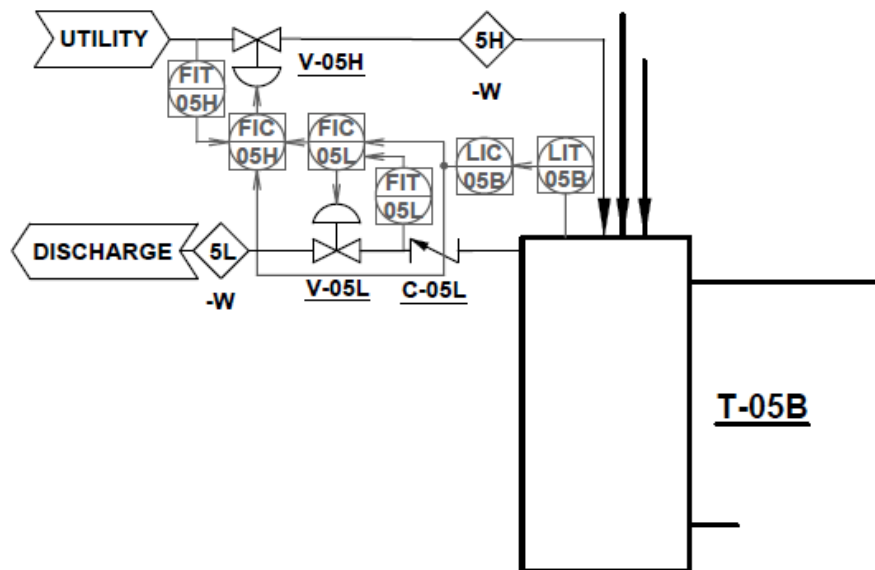 UTILITY
V-05H
5H
-W
FIT
05H
FIC
05H
FIC
05L
FIT
05L
LIC
05B
LIT
05B
DISCHARGE
5L
-W
V-05L
C-05L
T-05B